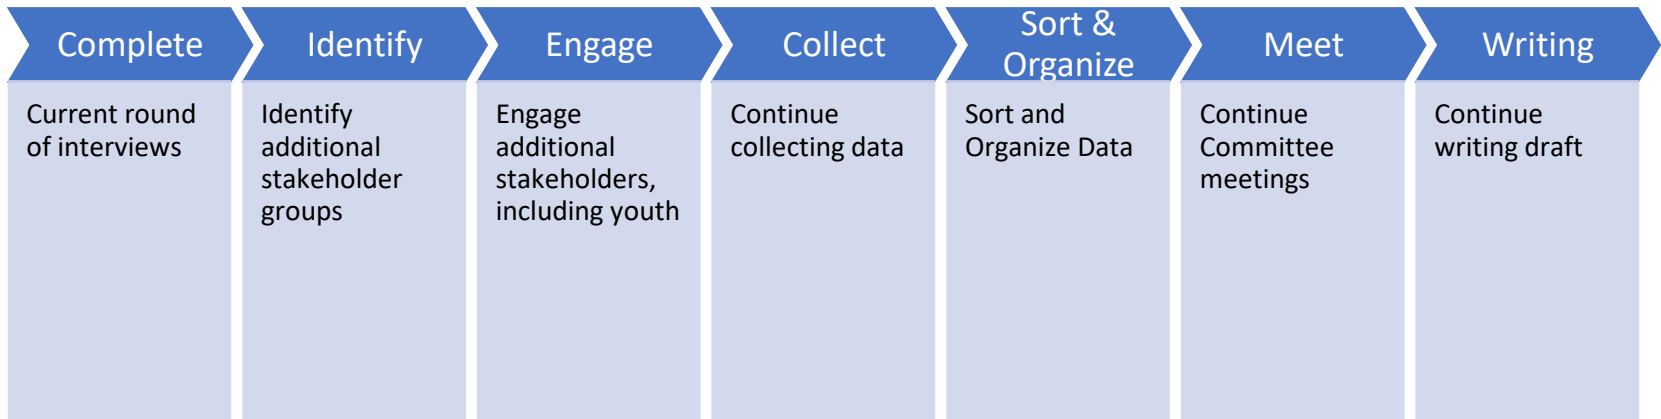 Complete
Identify
Engage
Collect
Sort &
Organize
Meet
Writing
Current round
of interviews
Identify
additional
stakeholder
groups
Engage
additional
stakeholders,
including youth
Continue
collecting data
Sort and
Organize Data
Continue
Committee
meetings
Continue
writing draft